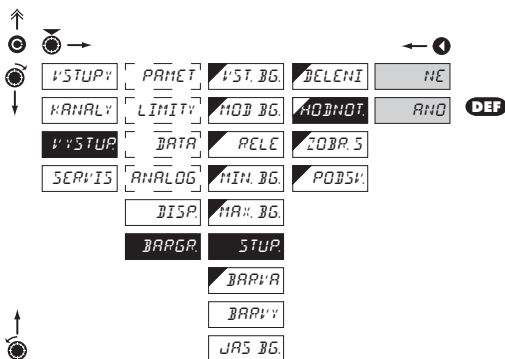 VSTUPY PAMET VST. BG. DELENI NE
KANALY LIMITY MOD BG. HODNOT. ANO DEF
VYSTUP. DATA RELE ZOBR. S
SERVIS ANALOG MIN. BG. PODSV.
DISP. MAX. BG.
BARGR. STUP.
BARVA
BARVY
JAS BG.